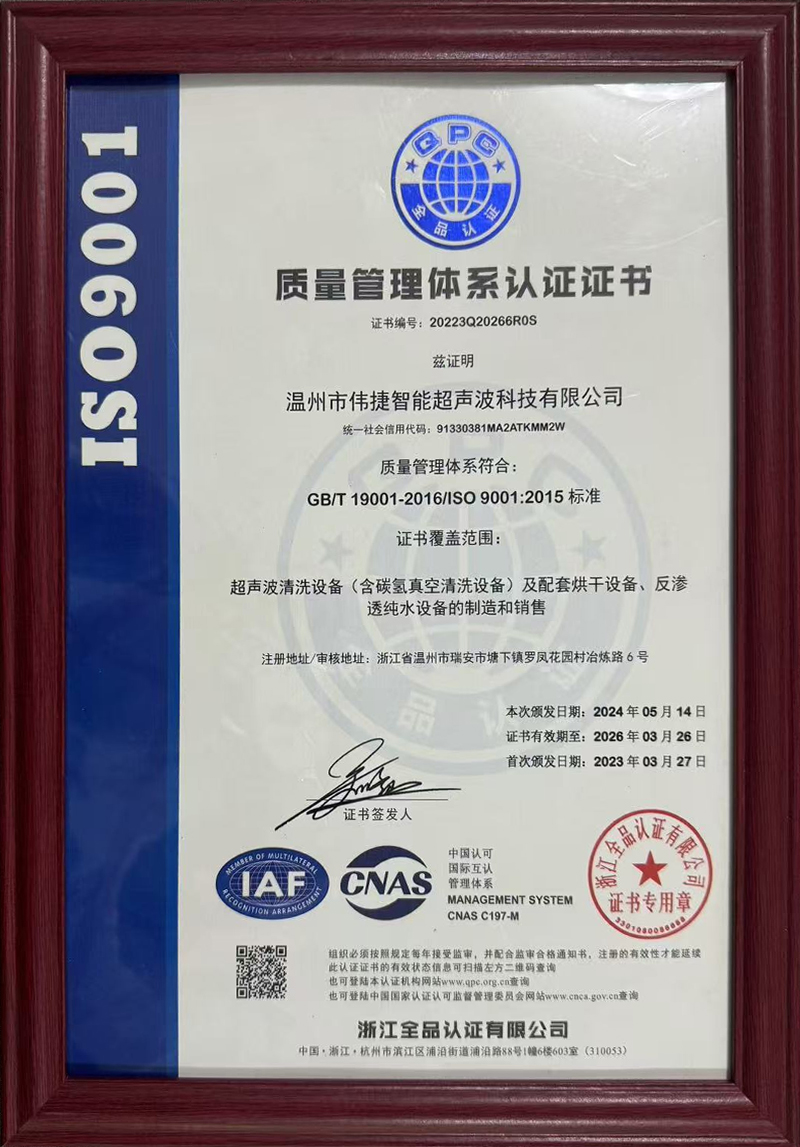 ISO9001
QPC
全品认证
质量管理体系认证证书
证书编号：20223Q20266R0S
兹证明
温州市伟捷智能超声波科技有限公司
统一社会信用代码：91330381MA2ATKMM2W
质量管理体系符合：
GB/T 19001-2016/ISO 9001:2015 标准
证书覆盖范围：
超声波清洗设备（含碳氢真空清洗设备）及配套烘干设备、反渗
透纯水设备的制造和销售
注册地址/审核地址：浙江省温州市瑞安市塘下镇罗凤花园村冶炼路 6 号
本次颁发日期：2024 年 05 月 14 日
证书有效期至：2026 年 03 月 26 日
首次颁发日期：2023 年 03 月 27 日
证书签发人
MEMBER OF MULTILATERAL
IAF
RECOGNITION ARRANGEMENT
CNAS
中国认可
国际互认
管理体系
MANAGEMENT SYSTEM
CNAS C197-M
浙江全品认证有限公司
证书专用章
组织必须按照规定每年接受监审，并配合监审合格通知书，注册的有效性才能延续
此认证证书的有效状态信息可扫描左方二维码查询
也可登陆本认证机构网站www.qpc.org.cn查询
也可登陆中国国家认证认可监督管理委员会网站www.cnca.gov.cn查询
浙江全品认证有限公司
中国·浙江·杭州市滨江区浦沿街道浦沿路88号1幢6楼603室（310053）